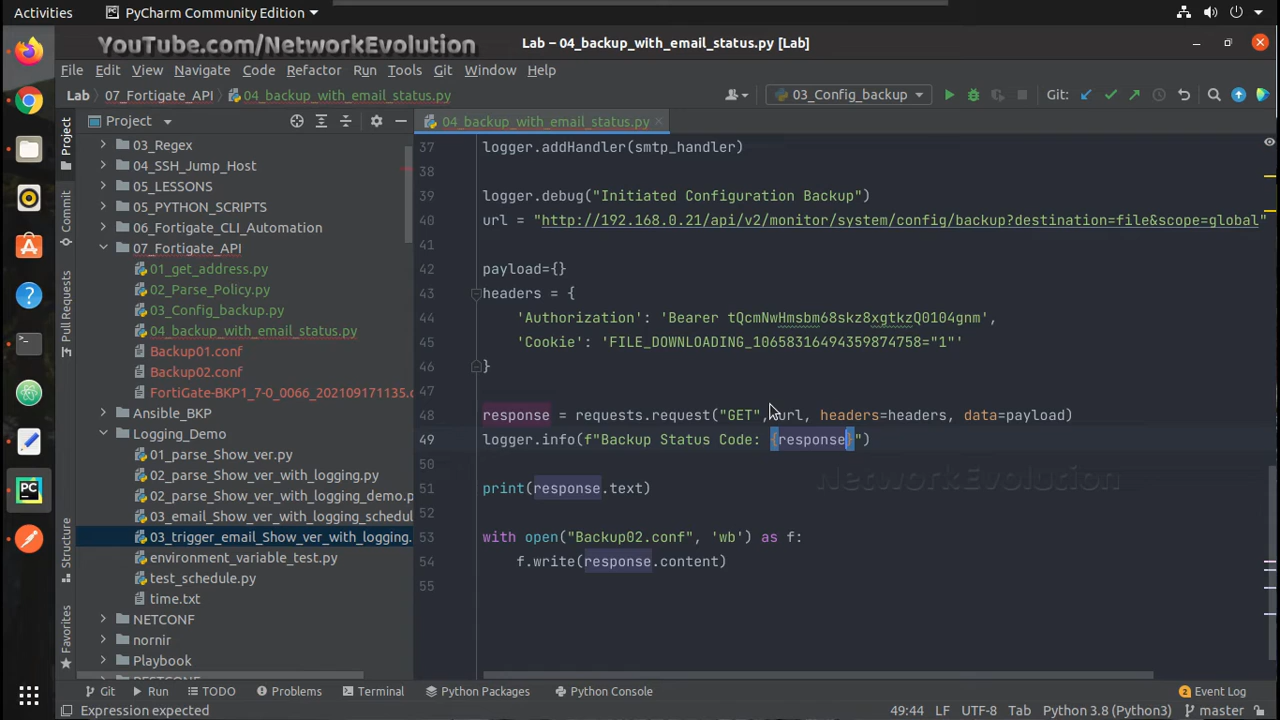 Activities
PyCharm Community Edition
YouTube.com/NetworkEvolution
Lab – 04_backup_with_email_status.py [Lab]
File Edit View Navigate Code Refactor Run Tools Git Window Help
Lab 07_Fortigate_API 04_backup_with_email_status.py
03_Config_backup
Git:
Project
04_backup_with_email_status.py
Project
Commit
Pull Requests
Structure
Favorites
03_Regex
04_SSH_Jump_Host
05_LESSONS
05_PYTHON_SCRIPTS
06_Fortigate_CLI_Automation
07_Fortigate_API
01_get_address.py
02_Parse_Policy.py
03_Config_backup.py
04_backup_with_email_status.py
Backup01.conf
Backup02.conf
FortiGate-BKP1_7-0_0066_202109171135.c
Ansible_BKP
Logging_Demo
01_parse_Show_ver.py
02_parse_Show_ver_with_logging.py
02_parse_Show_ver_with_logging_demo.p
03_email_Show_ver_with_logging_schedul
03_trigger_email_Show_ver_with_logging.
environment_variable_test.py
test_schedule.py
time.txt
NETCONF
nornir
Playbook
37 logger.addHandler(smtp_handler)
38
39 logger.debug("Initiated Configuration Backup")
40 url = "http://192.168.0.21/api/v2/monitor/system/config/backup?destination=file&scope=global"
41
42 payload={}
43 headers = {
44 'Authorization': 'Bearer tQcmNwHmsbm68skz8xgtkzQ0104gnm',
45 'Cookie': 'FILE_DOWNLOADING_10658316494359874758="1"'
46 }
47
48 response = requests.request("GET", url, headers=headers, data=payload)
49 logger.info(f"Backup Status Code: {response}")
50
51 print(response.text)
52
53 with open("Backup02.conf", 'wb') as f:
54 f.write(response.content)
55
NetworkEvolution
Git Run TODO Problems Terminal Python Packages Python Console 2 Event Log
Expression expected 49:44 LF UTF-8 Tab Python 3.8 (Python3) master